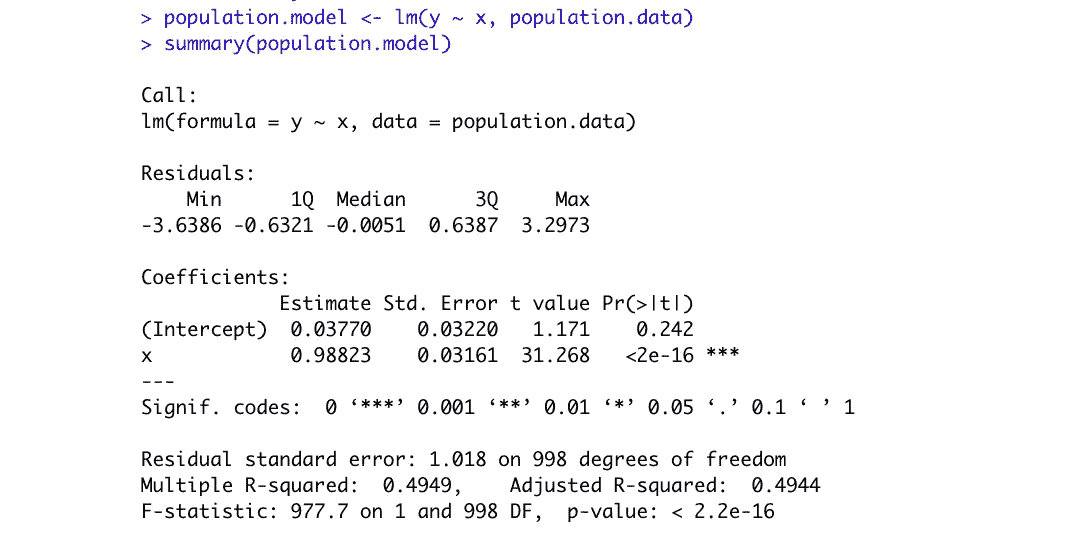 > population.model <- lm(y ~ x, population.data)
> summary(population.model)
Call:
lm(formula = y ~ x, data = population.data)
Residuals:
Min 1Q Median 3Q Max
-3.6386 -0.6321 -0.0051 0.6387 3.2973
Coefficients:
Estimate Std. Error t value Pr(>|t|)
(Intercept) 0.03770 0.03220 1.171 0.242
x 0.98823 0.03161 31.268 <2e-16 ***
---
Signif. codes: 0 ‘***’ 0.001 ‘**’ 0.01 ‘*’ 0.05 ‘.’ 0.1 ‘ ’ 1
Residual standard error: 1.018 on 998 degrees of freedom
Multiple R-squared: 0.4949, Adjusted R-squared: 0.4944
F-statistic: 977.7 on 1 and 998 DF, p-value: < 2.2e-16